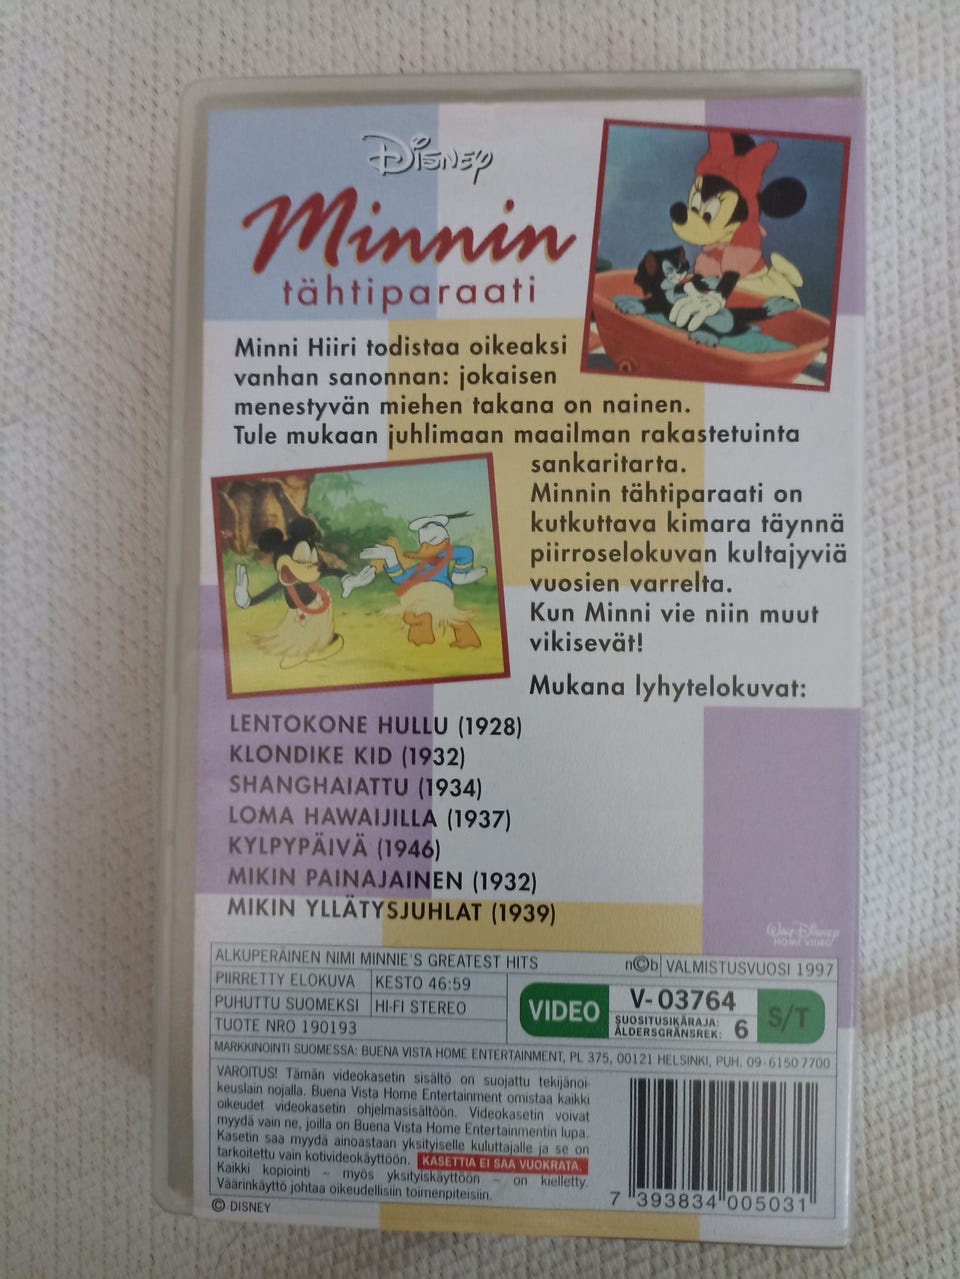 Disney
Minnin
tähtiparaati
Minni Hiiri todistaa oikeaksi
vanhan sanonnan: jokaisen
menestyvän miehen takana on nainen.
Tule mukaan juhlimaan maailman rakastetuinta
sankaritarta.
Minnin tähtiparaati on
kutkuttava kimara täynnä
piirroselokuvan kultajyviä
vuosien varrelta.
Kun Minni vie niin muut
vikisevät!
Mukana lyhytelokuvat:
LENTOKONE HULLU (1928)
KLONDIKE KID (1932)
SHANGHAIATTU (1934)
LOMA HAWAIJILLA (1937)
KYLPYPÄIVÄ (1946)
MIKIN PAINAJAINEN (1932)
MIKIN YLLÄTYSJUHLAT (1939)
WALT DISNEY
HOME VIDEO
ALKUPERÄINEN NIMI MINNIE'S GREATEST HITS
n©b VALMISTUSVUOSI 1997
PIIRRETTY ELOKUVA KESTO 46:59
PUHUTTU SUOMEKSI HI-FI STEREO
TUOTE NRO 190193
VIDEO V-03764 S/T
SUOSITUSIKÄRAJA:
ÅLDERSGRÄNSREK: 6
MARKKINOINTI SUOMESSA: BUENA VISTA HOME ENTERTAINMENT, PL 375, 00121 HELSINKI, PUH. 09-6150 7700
VAROITUS! Tämän videokasetin sisältö on suojattu tekijänoi-
keuslain nojalla. Buena Vista Home Entertainment omistaa kaikki
oikeudet videokasetin ohjelmasisältöön. Videokasetin voivat
myydä vain ne, joilla on Buena Vista Home Entertainmentin lupa.
Kasetin saa myydä ainoastaan yksityiselle kuluttajalle ja se on
tarkoitettu vain kotivideokäyttöön. KASETTIA EI SAA VUOKRATA.
Kaikki kopiointi – myös yksityiskäyttöön – on kielletty.
Väärinkäyttö johtaa oikeudellisiin toimenpiteisiin.
7 393834 005031
© DISNEY